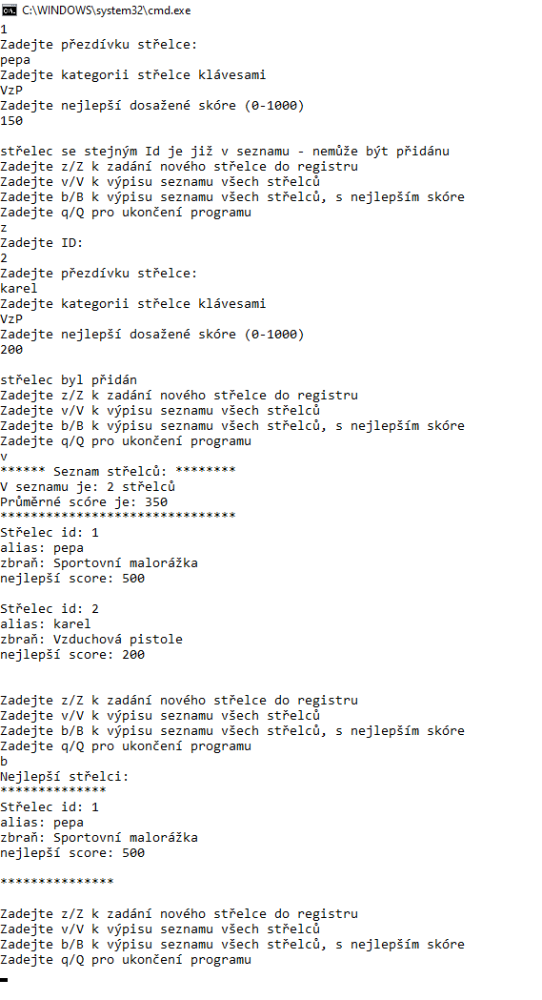 C:\WINDOWS\system32\cmd.exe
1
Zadejte přezdívku střelce:
pepa
Zadejte kategorii střelce klávesami
VzP
Zadejte nejlepší dosažené skóre (0-1000)
150

střelec se stejným Id je již v seznamu - nemůže být přidánu
Zadejte z/Z k zadání nového střelce do registru
Zadejte v/V k výpisu seznamu všech střelců
Zadejte b/B k výpisu seznamu všech střelců, s nejlepším skóre
Zadejte q/Q pro ukončení programu
z
Zadejte ID:
2
Zadejte přezdívku střelce:
karel
Zadejte kategorii střelce klávesami
VzP
Zadejte nejlepší dosažené skóre (0-1000)
200

střelec byl přidán
Zadejte z/Z k zadání nového střelce do registru
Zadejte v/V k výpisu seznamu všech střelců
Zadejte b/B k výpisu seznamu všech střelců, s nejlepším skóre
Zadejte q/Q pro ukončení programu
v
****** Seznam střelců: ********
V seznamu je: 2 střelců
Průměrné scóre je: 350
*******************************
Střelec id: 1
alias: pepa
zbraň: Sportovní malorážka
nejlepší score: 500

Střelec id: 2
alias: karel
zbraň: Vzduchová pistole
nejlepší score: 200


Zadejte z/Z k zadání nového střelce do registru
Zadejte v/V k výpisu seznamu všech střelců
Zadejte b/B k výpisu seznamu všech střelců, s nejlepším skóre
Zadejte q/Q pro ukončení programu
b
Nejlepší střelci:
**************
Střelec id: 1
alias: pepa
zbraň: Sportovní malorážka
nejlepší score: 500

***************

Zadejte z/Z k zadání nového střelce do registru
Zadejte v/V k výpisu seznamu všech střelců
Zadejte b/B k výpisu seznamu všech střelců, s nejlepším skóre
Zadejte q/Q pro ukončení programu